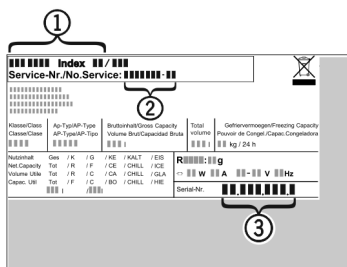 1
Index /
Service-Nr./No.Service: -
2
Klasse/Class Ap-Typ/AP-Type Bruttoinhalt/Gross Capacity Total Gefriervermoegen/Freezing Capacity
Classe/Clase AP-Type/AP-Tipo Volume Brut/Capacidad Bruta volume Pouvoir de Congel./Capac.Congeladora
l l kg / 24 h
Nutzinhalt Ges / K / G / KE / KALT / EIS
Net.Capacity Tot / R / F / CE / CHILL / ICE
Volume Utile Tot / R / C / CA / CHILL / GLA
Capac. Util Tot / F / C / BO / CHILL / HIE
l / l
R : g
W A - V Hz
Serial-Nr. . . .
3